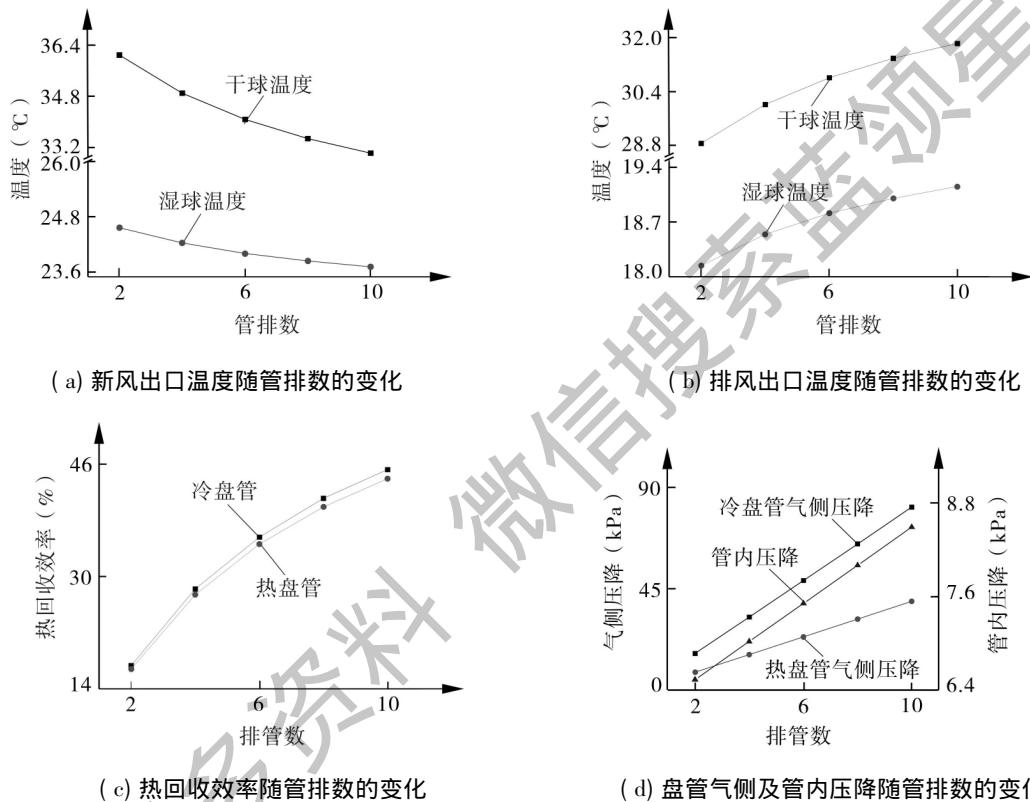 36.4
34.8
33.2
26.0
24.8
23.6
温度（℃）
干球温度
湿球温度
2 6 10
管排数
(a) 新风出口温度随管排数的变化
32.0
30.4
28.8
19.4
18.7
18.0
温度（℃）
干球温度
湿球温度
2 6 10
管排数
(b) 排风出口温度随管排数的变化
46
30
14
热回收效率（%）
冷盘管
热盘管
2 6 10
排管数
(c) 热回收效率随管排数的变化
90
45
0
气侧压降（kPa）
冷盘管气侧压降
管内压降
热盘管气侧压降
8.8
7.6
6.4
管内压降（kPa）
2 6 10
排管数
(d) 盘管气侧及管内压降随管排数的变
多资料 微信搜索蓝领星